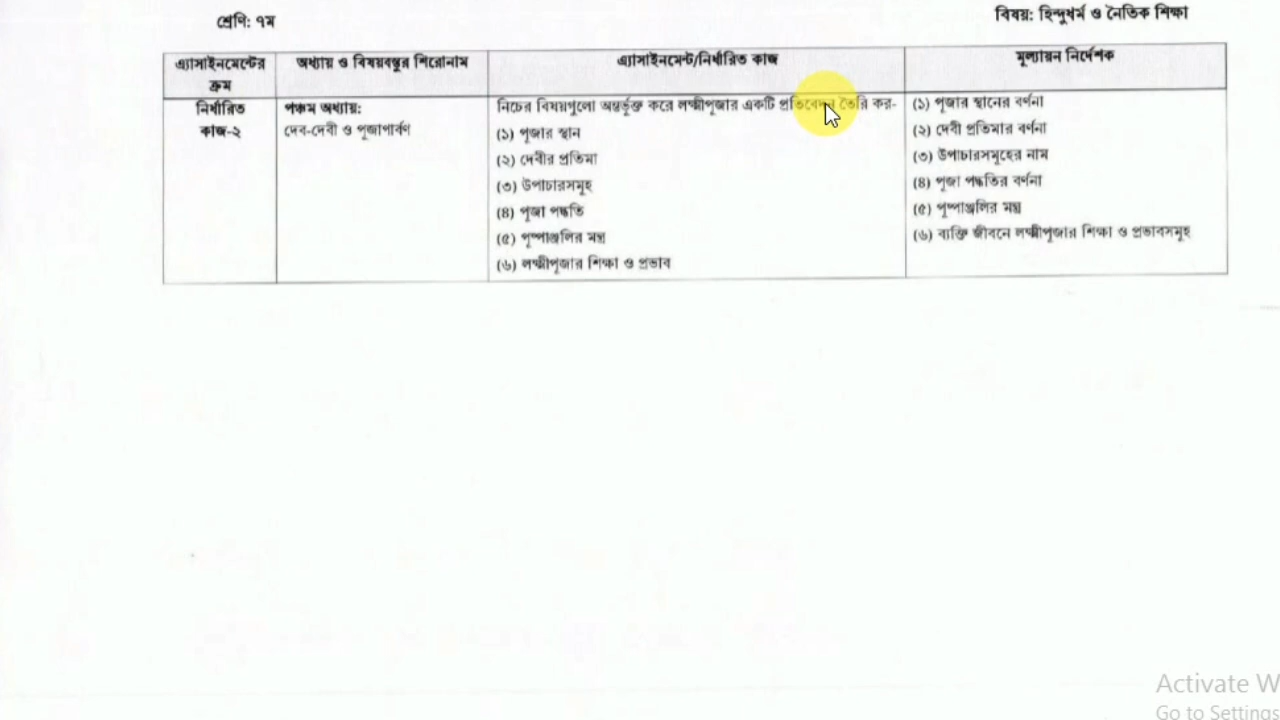 শ্রেণি: ৭ম
বিষয়: হিন্দুধর্ম ও নৈতিক শিক্ষা
এ্যাসাইনমেন্টের ক্রম
অধ্যায় ও বিষয়বস্তুর শিরোনাম
এ্যাসাইনমেন্ট/নির্ধারিত কাজ
মূল্যায়ন নির্দেশক
নির্ধারিত
কাজ-২
পঞ্চম অধ্যায়:
দেব-দেবী ও পূজাপার্বণ
নিচের বিষয়গুলো অন্তর্ভূক্ত করে লক্ষ্মীপূজার একটি প্রতিবেদন তৈরি কর-
(১) পূজার স্থান
(২) দেবীর প্রতিমা
(৩) উপাচারসমূহ
(৪) পূজা পদ্ধতি
(৫) পুষ্পাঞ্জলির মন্ত্র
(৬) লক্ষ্মীপূজার শিক্ষা ও প্রভাব
(১) পূজার স্থানের বর্ণনা
(২) দেবী প্রতিমার বর্ণনা
(৩) উপাচারসমূহের নাম
(৪) পূজা পদ্ধতির বর্ণনা
(৫) পুষ্পাঞ্জলির মন্ত্র
(৬) ব্যক্তি জীবনে লক্ষ্মীপূজার শিক্ষা ও প্রভাবসমূহ
Activate W
Go to Settings